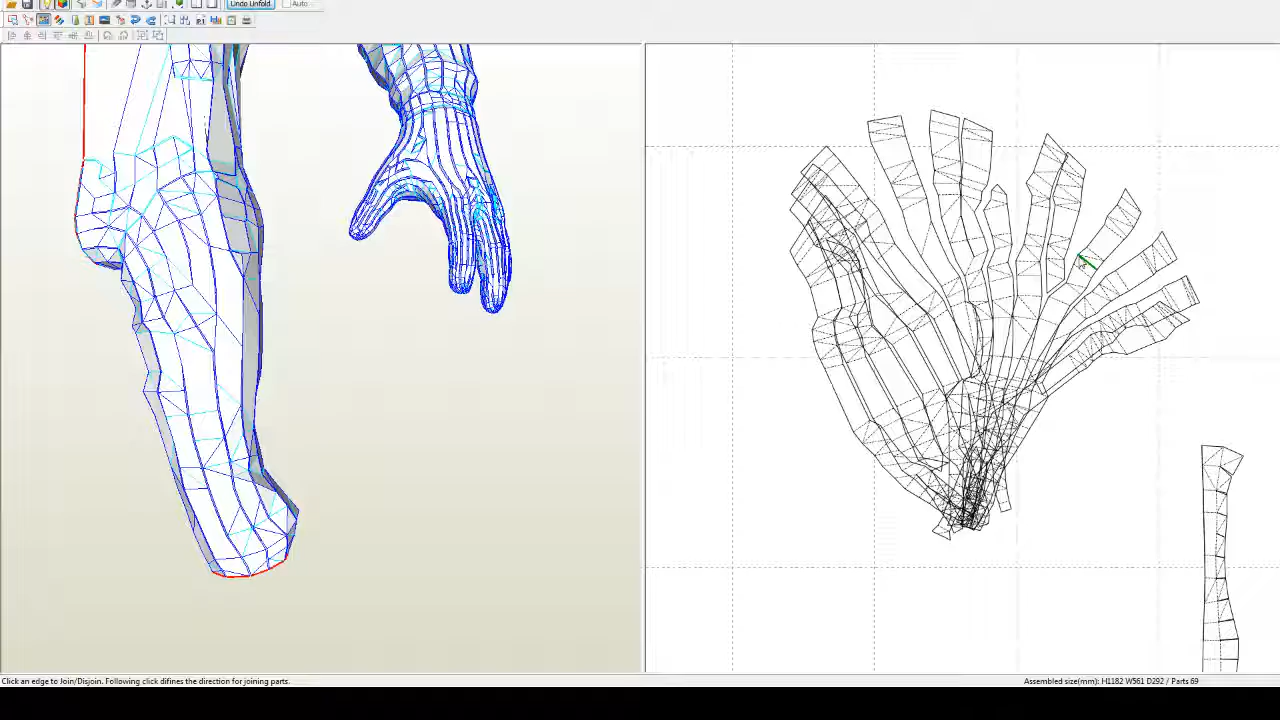 Undo Unfold
Auto
Click an edge to Join/Disjoin. Following click difines the direction for joining parts.
Assembled size(mm): H1182 W561 D292 / Parts 69